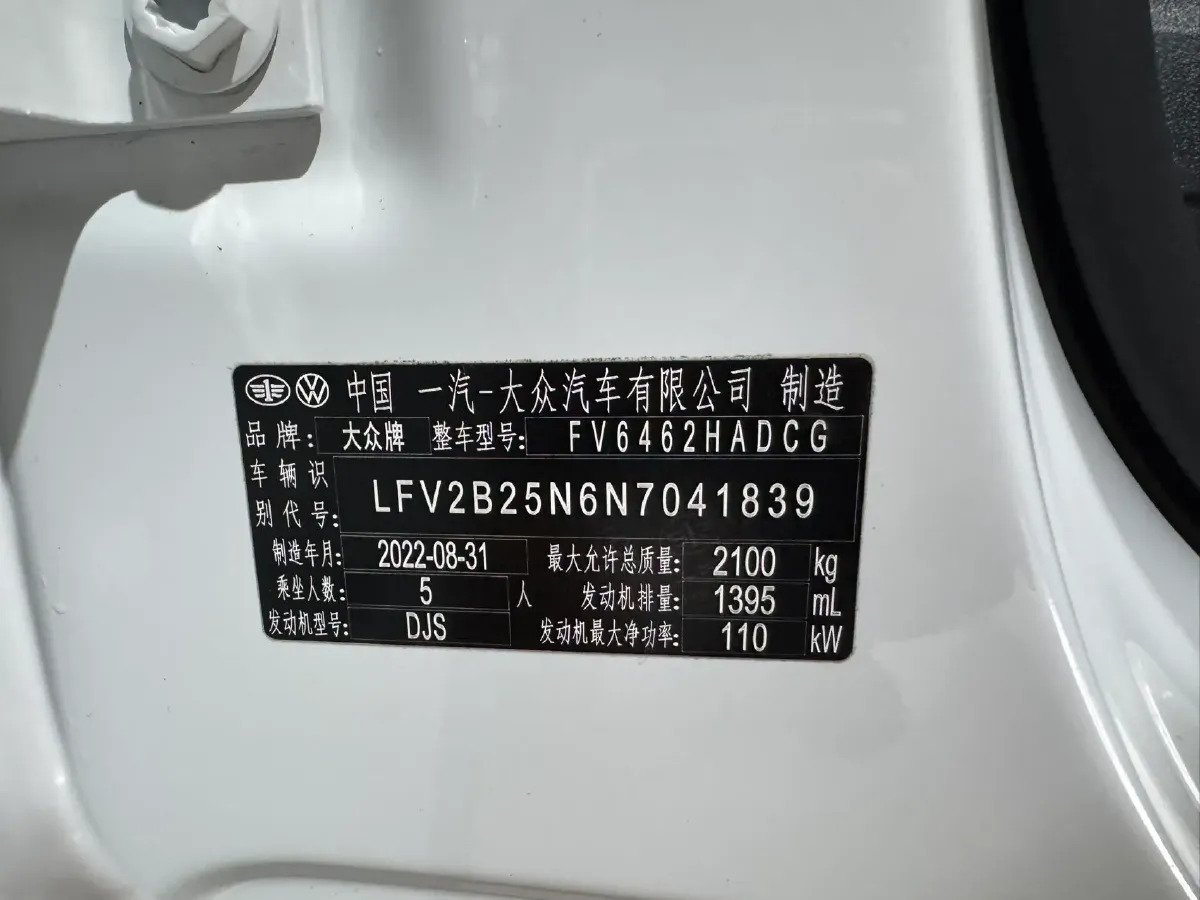 中国 一汽-大众汽车有限公司 制造
品牌: 大众牌 整车型号: FV6462HADCG
车辆识
别代号: LFV2B25N6N7041839
制造年月: 2022-08-31 最大允许总质量: 2100 kg
乘坐人数: 5 人 发动机排量: 1395 mL
发动机型号: DJS 发动机最大净功率: 110 kW